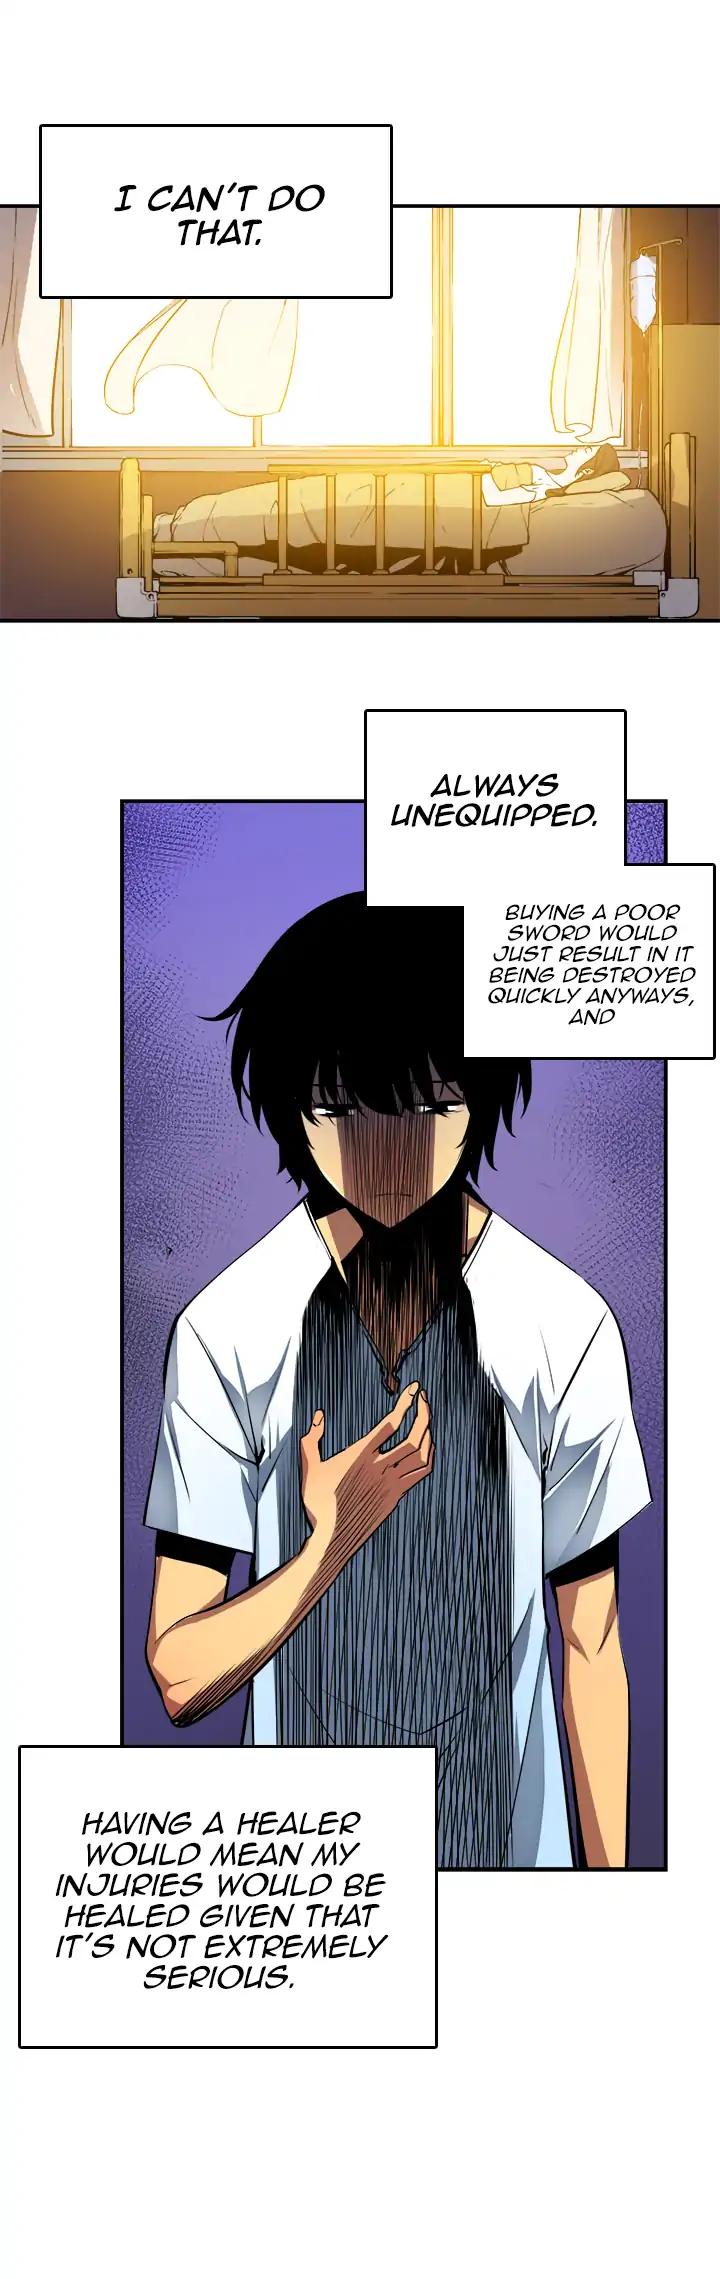 I CAN'T DO
THAT.
ALWAYS
UNEQUIPPED.
BUYING A POOR
SWORD WOULD
JUST RESULT IN IT
BEING DESTROYED
QUICKLY ANYWAYS,
AND
HAVING A HEALER
WOULD MEAN MY
INJURIES WOULD BE
HEALED GIVEN THAT
IT'S NOT EXTREMELY
SERIOUS.